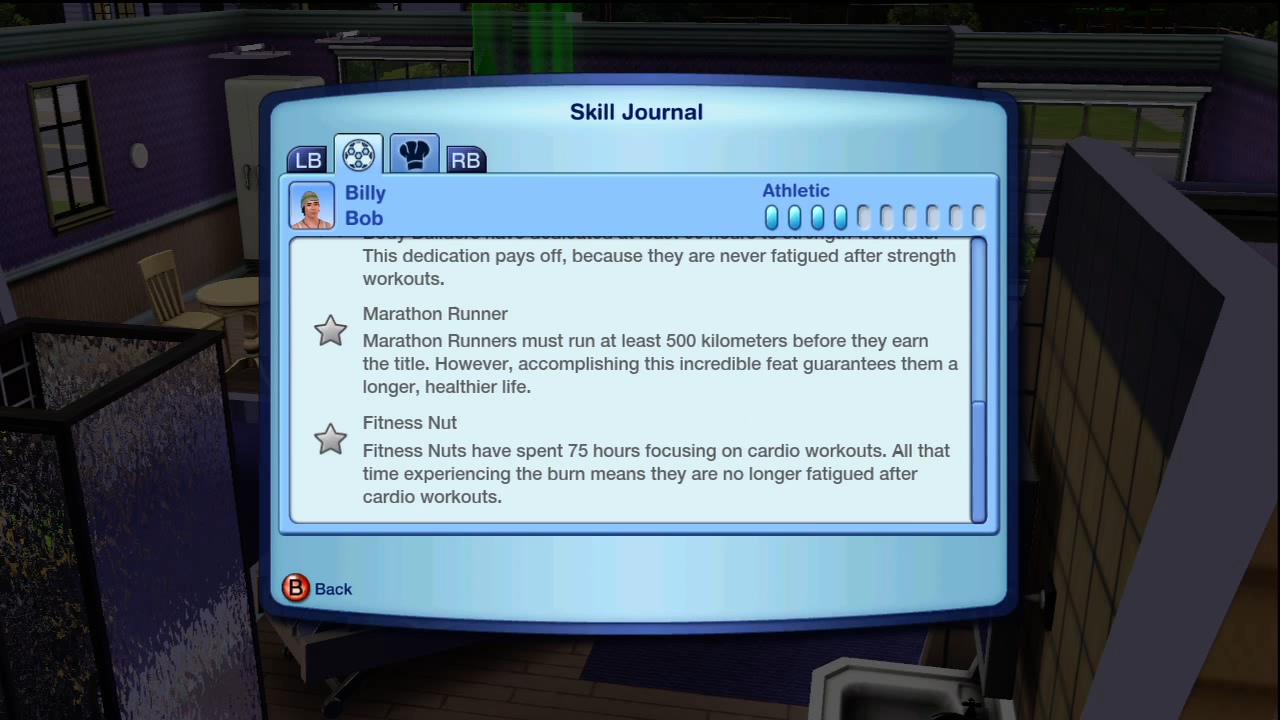 Skill Journal
LB
RB
Billy
Bob
Athletic
This dedication pays off, because they are never fatigued after strength
workouts.
Marathon Runner
Marathon Runners must run at least 500 kilometers before they earn
the title. However, accomplishing this incredible feat guarantees them a
longer, healthier life.
Fitness Nut
Fitness Nuts have spent 75 hours focusing on cardio workouts. All that
time experiencing the burn means they are no longer fatigued after
cardio workouts.
B Back